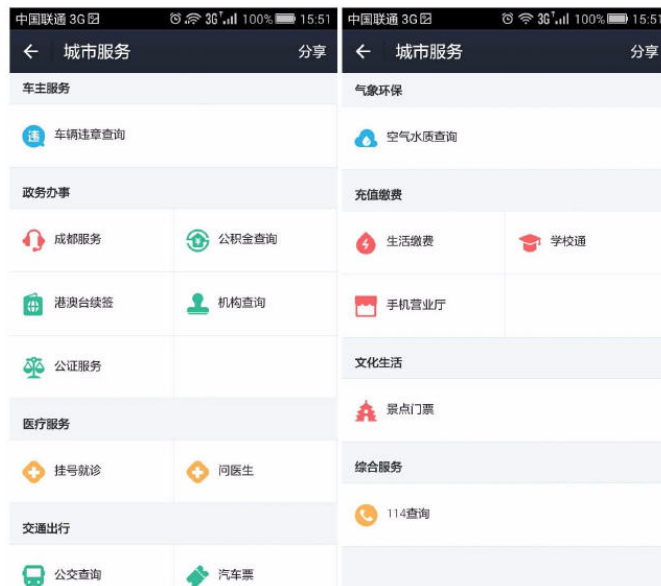 中国联通 3G 36 100% 15:51
城市服务 分享
车主服务
违 车辆违章查询
政务办事
成都服务 公积金查询
港澳台续签 机构查询
公证服务
医疗服务
挂号就诊 问医生
交通出行
公交查询 汽车票
中国联通 3G 36 100% 15:51
城市服务 分享
气象环保
空气水质查询
充值缴费
生活缴费 学校通
手机营业厅
文化生活
景点门票
综合服务
114查询